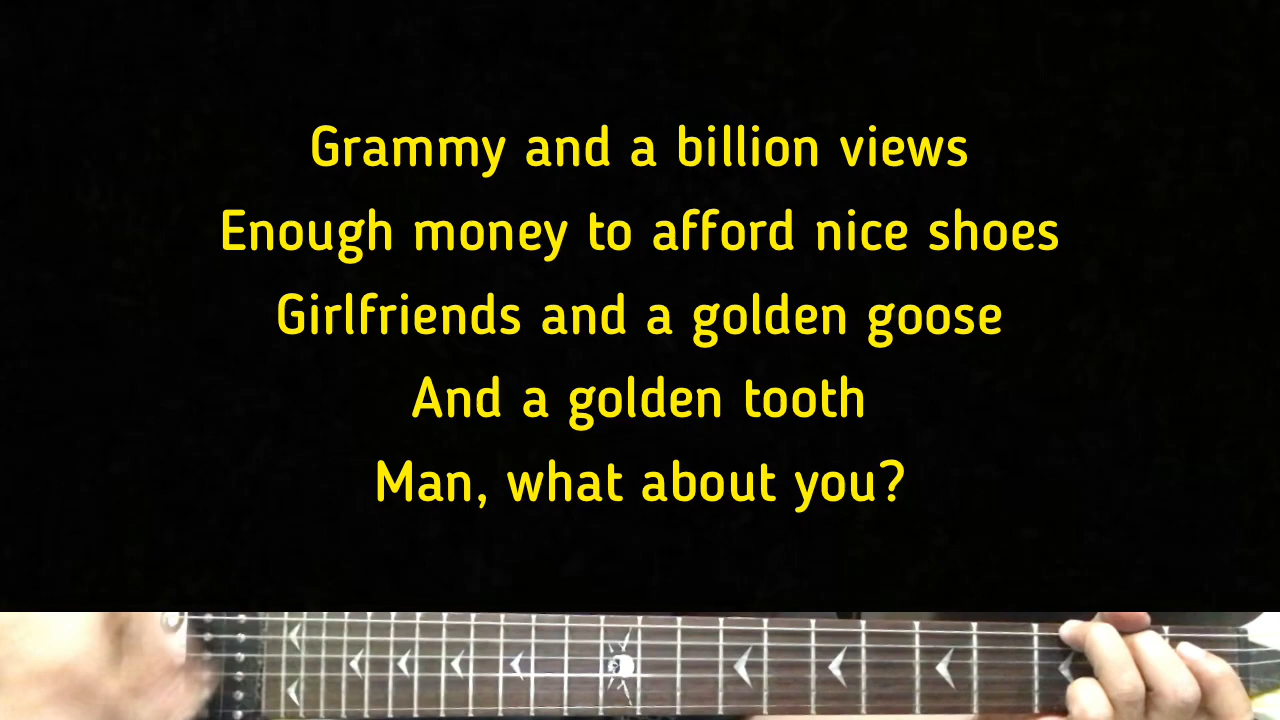 Grammy and a billion views
Enough money to afford nice shoes
Girlfriends and a golden goose
And a golden tooth
Man, what about you?